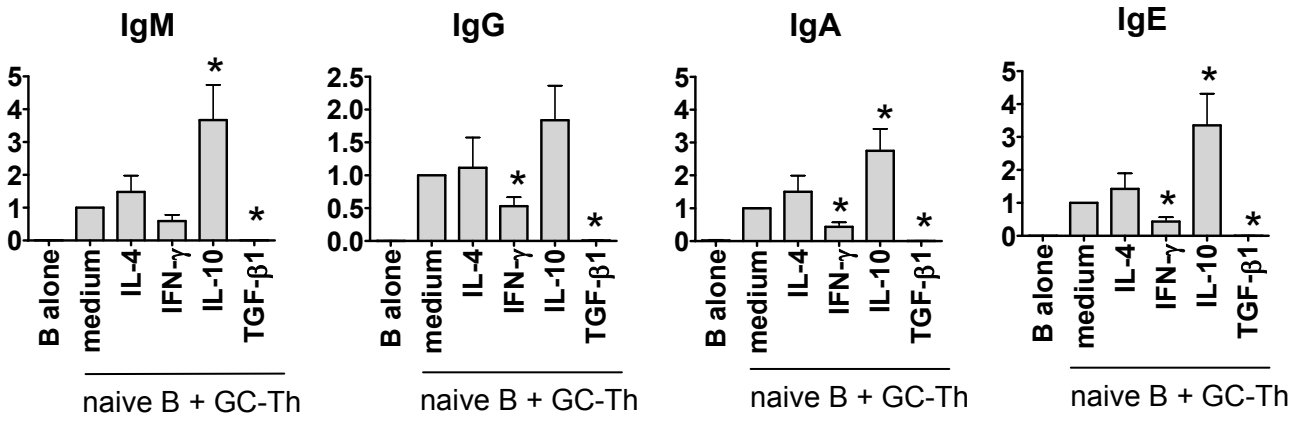 IgM
5
4
3
2
1
0
*
*
B alone
medium
IL-4
IFN-γ
IL-10
TGF-β1
naive B + GC-Th
IgG
2.5
2.0
1.5
1.0
0.5
0.0
*
*
B alone
medium
IL-4
IFN-γ
IL-10
TGF-β1
naive B + GC-Th
IgA
5
4
3
2
1
0
*
*
*
B alone
medium
IL-4
IFN-γ
IL-10
TGF-β1
naive B + GC-Th
IgE
5
4
3
2
1
0
*
*
*
B alone
medium
IL-4
IFN-γ
IL-10
TGF-β1
naive B + GC-Th